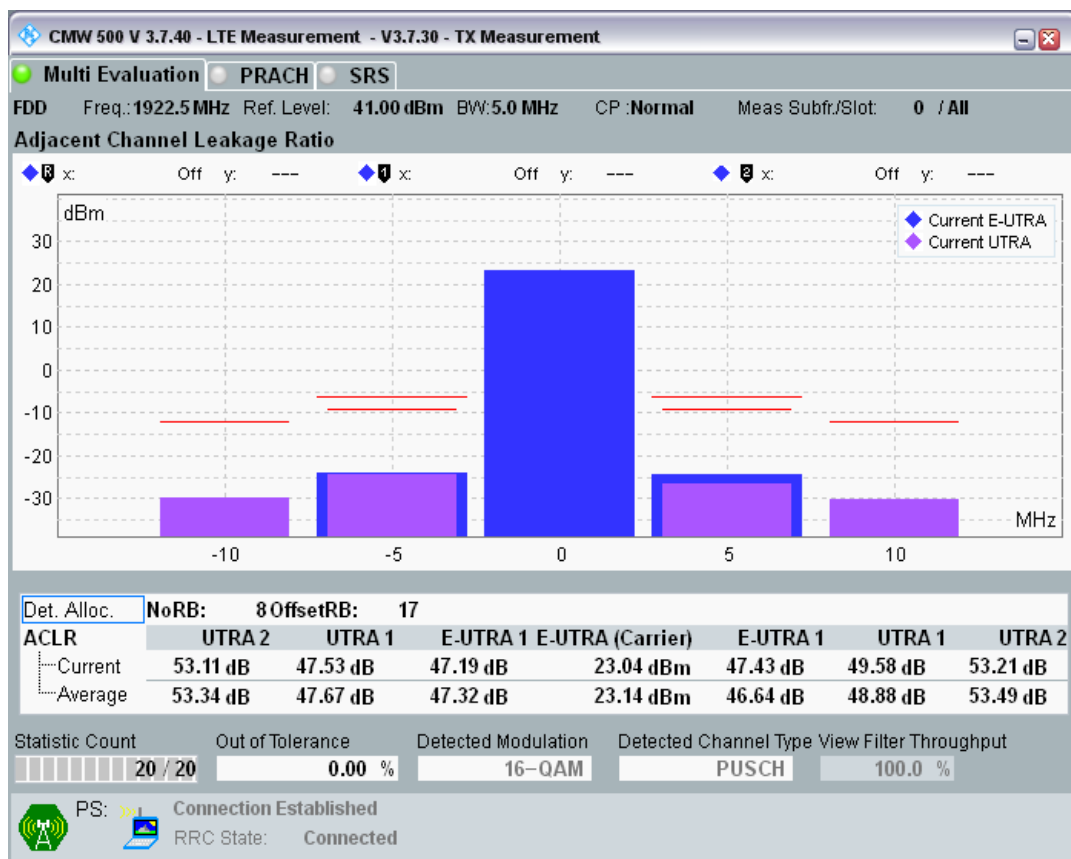 CMW 500 V 3.7.40 - LTE Measurement - V3.7.30 - TX Measurement
Multi Evaluation PRACH SRS
FDD Freq.: 1922.5 MHz Ref. Level: 41.00 dBm BW: 5.0 MHz CP : Normal Meas Subfr./Slot: 0 / All
Adjacent Channel Leakage Ratio
R x: Off y: --- 1 x: Off y: --- 2 x: Off y: ---
dBm
Current E-UTRA
Current UTRA
30
20
10
0
-10
-20
-30
MHz
-10 -5 0 5 10
Det. Alloc. NoRB: 8 OffsetRB: 17
ACLR UTRA 2 UTRA 1 E-UTRA 1 E-UTRA (Carrier) E-UTRA 1 UTRA 1 UTRA 2
Current 53.11 dB 47.53 dB 47.19 dB 23.04 dBm 47.43 dB 49.58 dB 53.21 dB
Average 53.34 dB 47.67 dB 47.32 dB 23.14 dBm 46.64 dB 48.88 dB 53.49 dB
Statistic Count Out of Tolerance Detected Modulation Detected Channel Type View Filter Throughput
20 / 20 0.00 % 16-QAM PUSCH 100.0 %
PS: Connection Established
RRC State: Connected